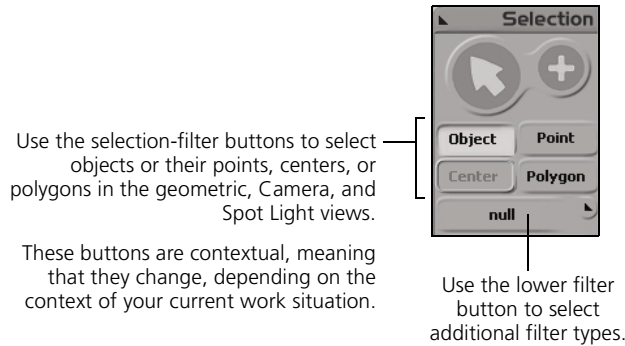 Selection
Object
Point
Center
Polygon
null
Use the selection-filter buttons to select
objects or their points, centers, or
polygons in the geometric, Camera, and
Spot Light views.
These buttons are contextual, meaning
that they change, depending on the
context of your current work situation.
Use the lower filter
button to select
additional filter types.